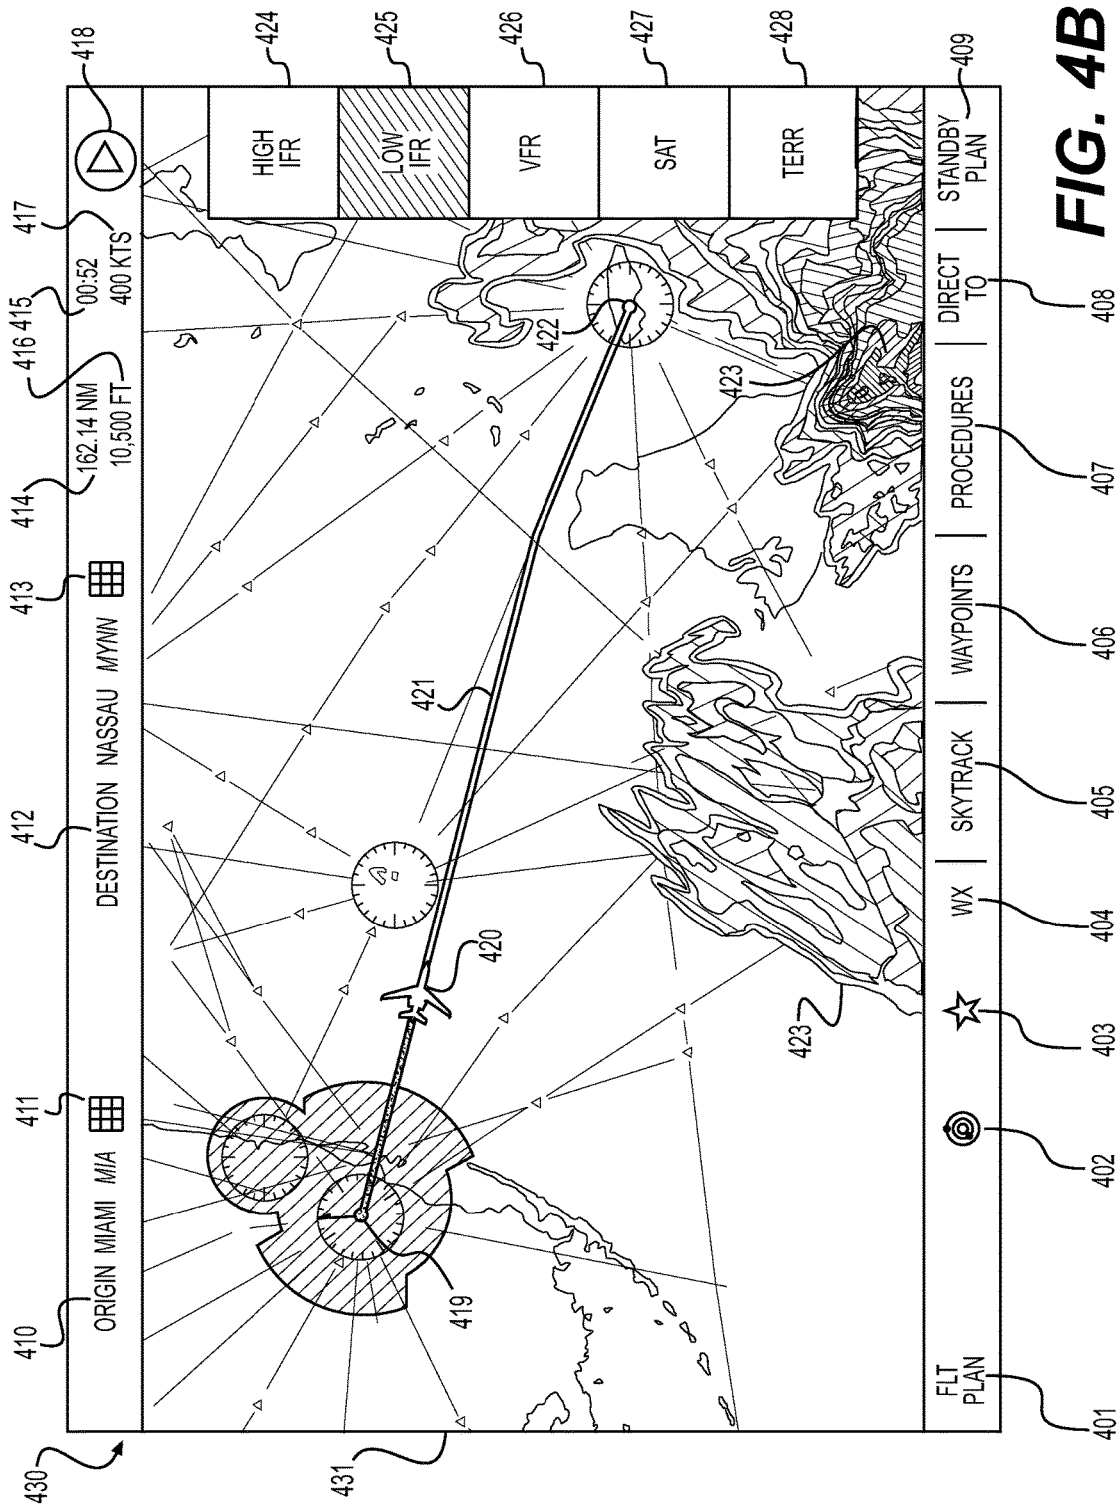 430
410
ORIGIN MIAMI MIA
411
412
DESTINATION NASSAU MYNN
413
414
162.14 NM
416
10,500 FT
415
00:52
417
400 KTS
418
431
419
420
421
422
423
423
424
HIGH
IFR
425
LOW
IFR
426
VFR
427
SAT
428
TERR
FLT
PLAN
WX
SKYTRACK
WAYPOINTS
PROCEDURES
DIRECT
TO
STANDBY
PLAN
401
402
403
404
405
406
407
408
409
FIG. 4B